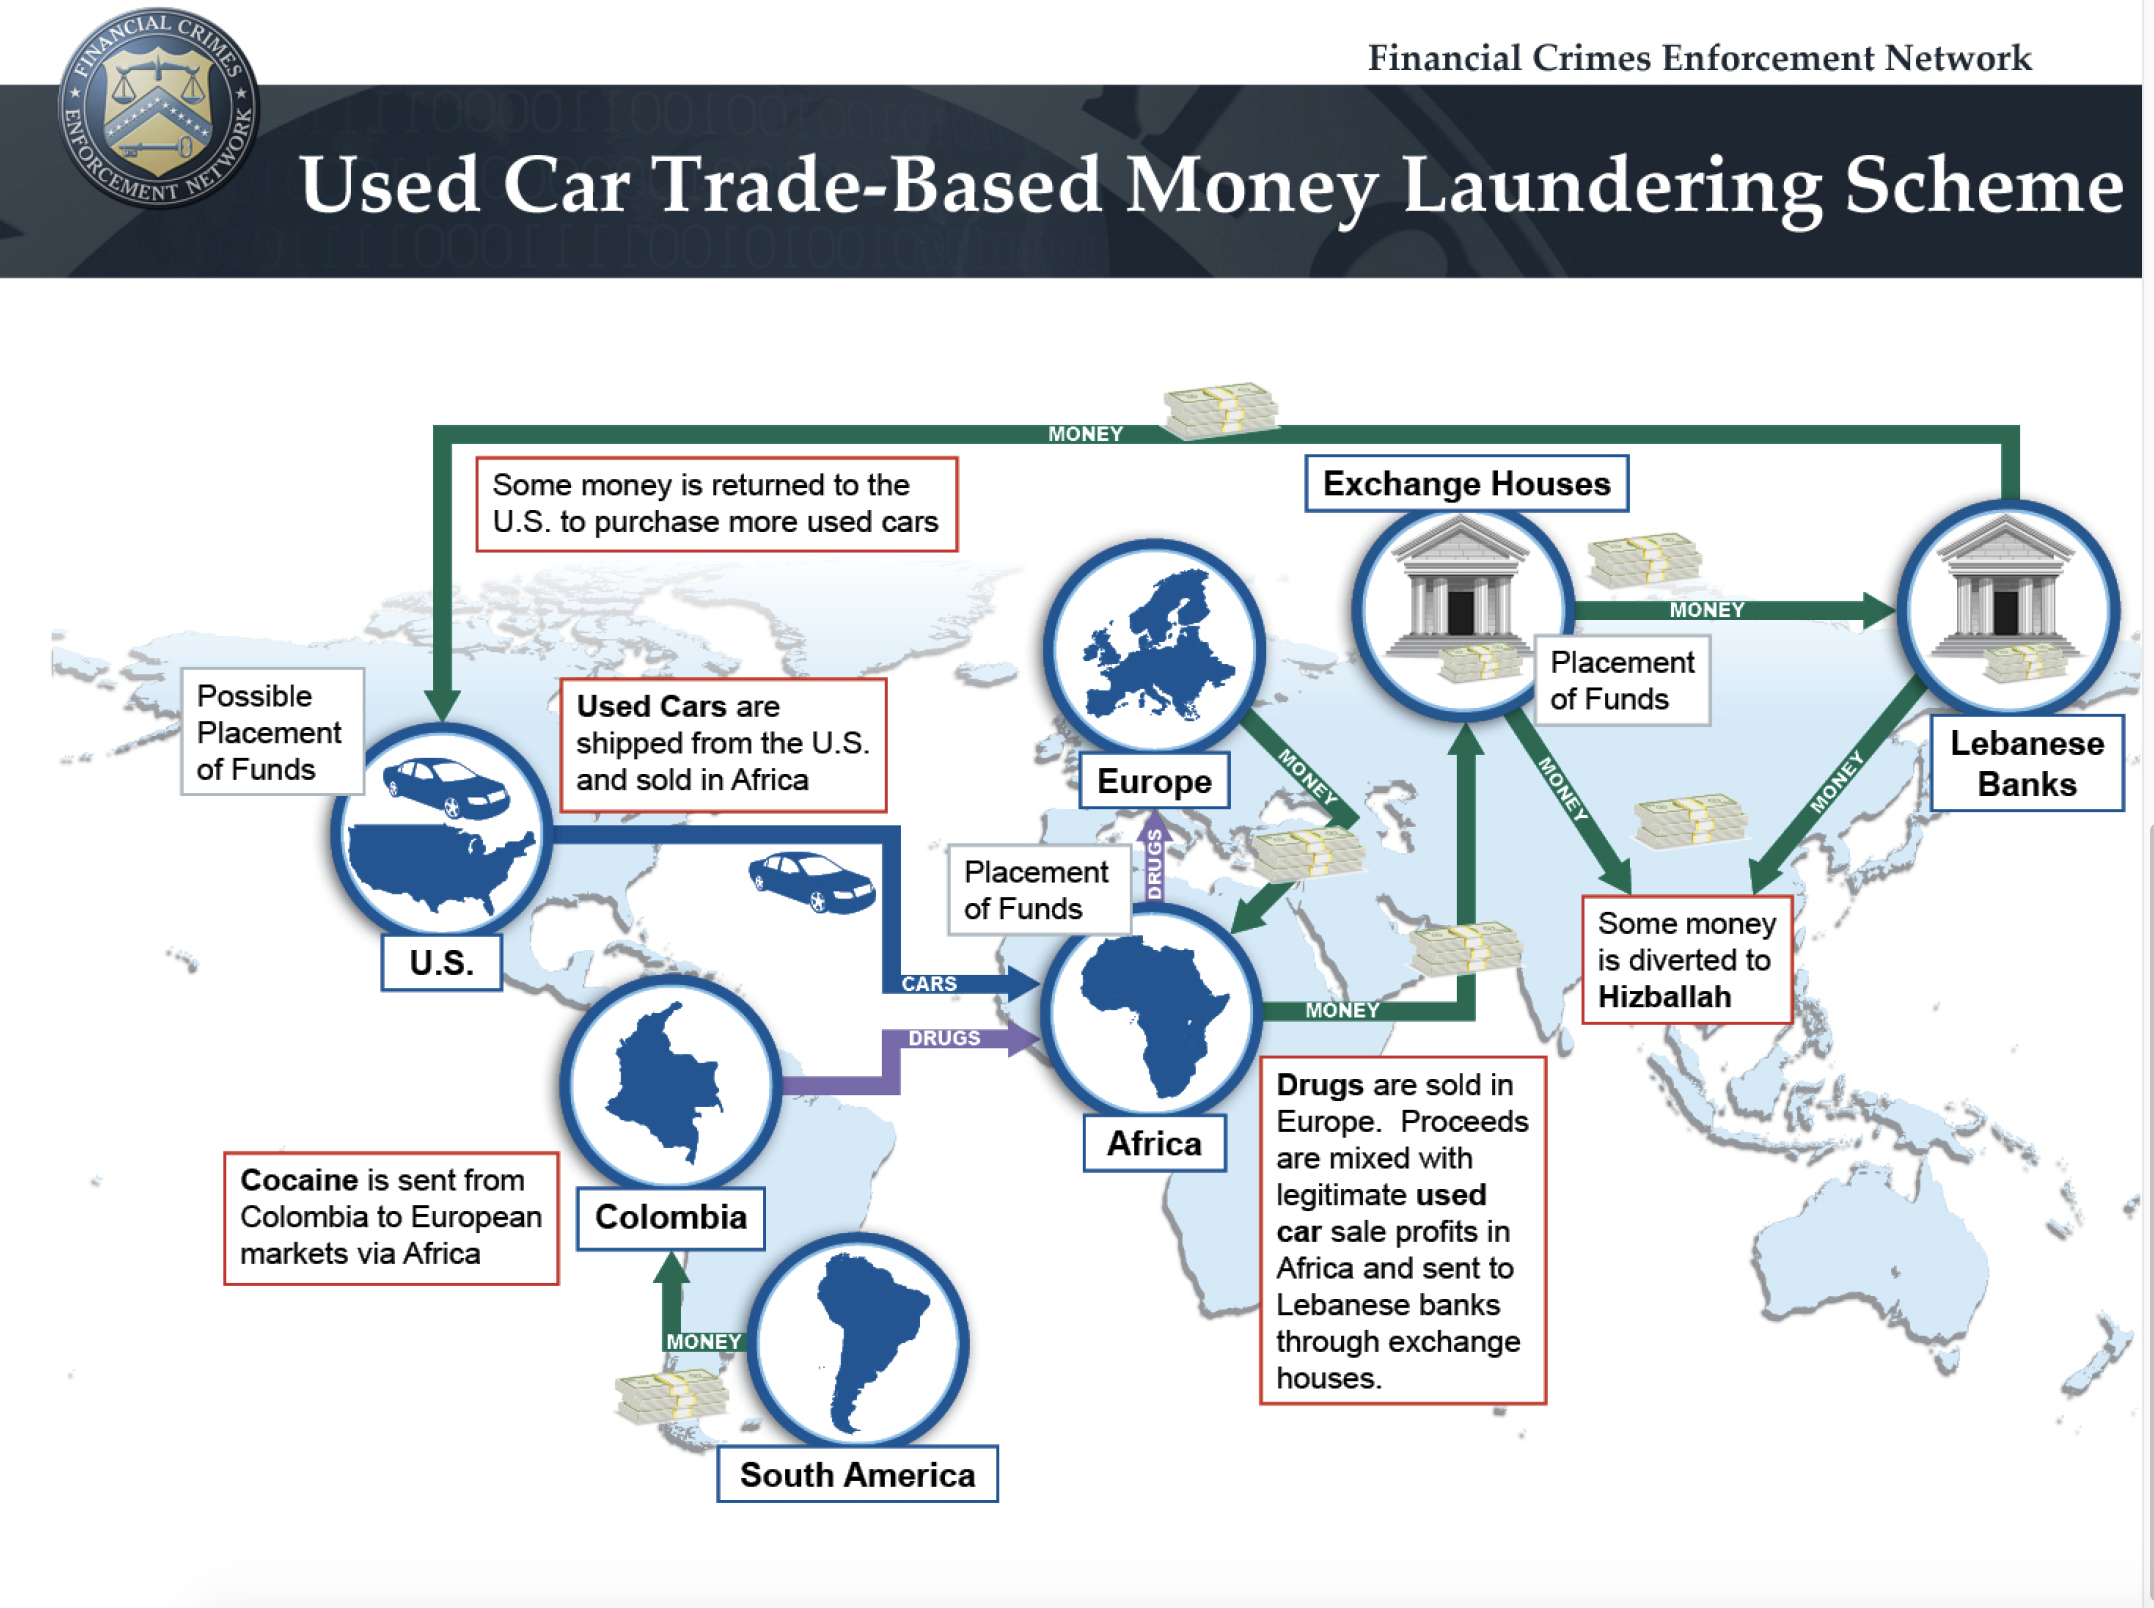 FINANCIAL CRIMES
ENFORCEMENT NETWORK
Financial Crimes Enforcement Network
Used Car Trade-Based Money Laundering Scheme
MONEY
Some money is returned to the
U.S. to purchase more used cars
Exchange Houses
MONEY
Placement
of Funds
Lebanese
Banks
Possible
Placement
of Funds
Used Cars are
shipped from the U.S.
and sold in Africa
U.S.
Europe
MONEY
MONEY
MONEY
DRUGS
Placement
of Funds
Some money
is diverted to
Hizballah
CARS
DRUGS
MONEY
Africa
Drugs are sold in
Europe. Proceeds
are mixed with
legitimate used
car sale profits in
Africa and sent to
Lebanese banks
through exchange
houses.
Cocaine is sent from
Colombia to European
markets via Africa
Colombia
MONEY
South America